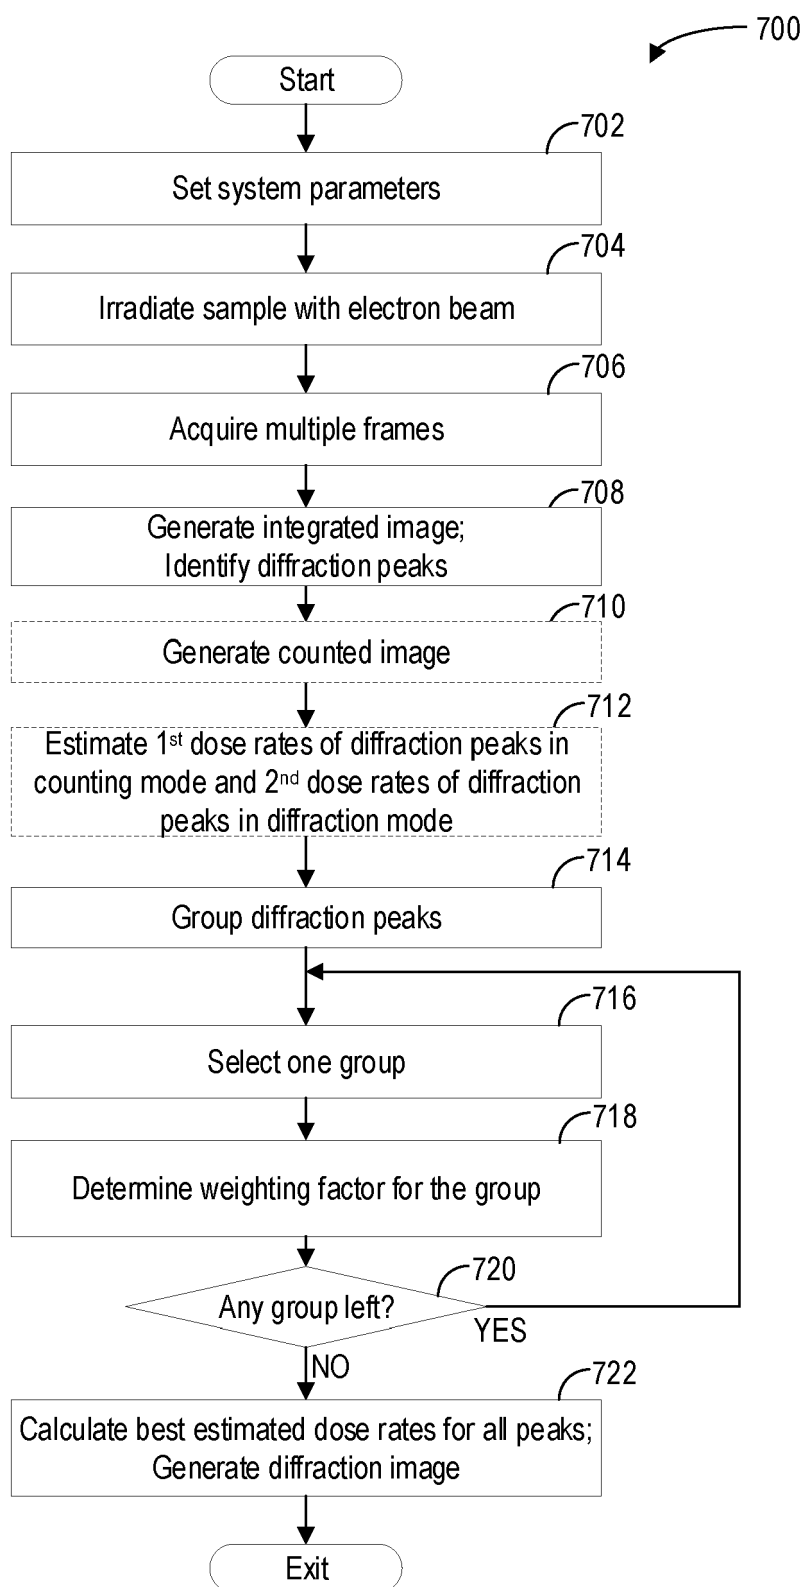 700
Start
702
Set system parameters
704
Irradiate sample with electron beam
706
Acquire multiple frames
708
Generate integrated image;
Identify diffraction peaks
710
Generate counted image
712
Estimate 1st dose rates of diffraction peaks in
counting mode and 2nd dose rates of diffraction
peaks in diffraction mode
714
Group diffraction peaks
716
Select one group
718
Determine weighting factor for the group
720
Any group left?
YES
NO
722
Calculate best estimated dose rates for all peaks;
Generate diffraction image
Exit